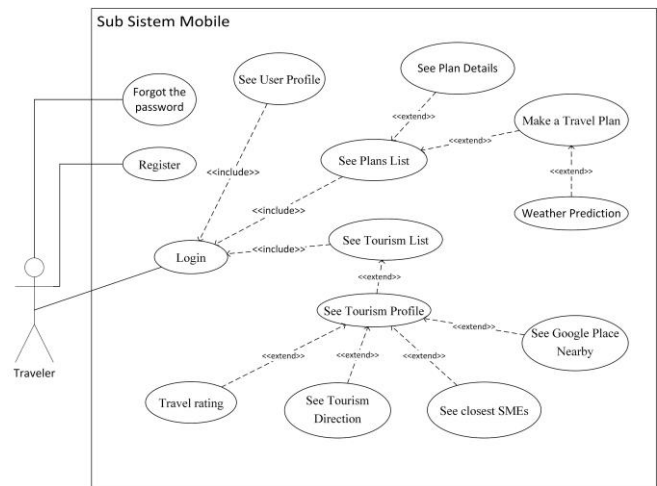 Sub Sistem Mobile
See User Profile
See Plan Details
Forgot the
password
<<extend>>
Make a Travel Plan
<<extend>>
Register
See Plans List
<<include>>
<<extend>>
<<include>>
Weather Prediction
See Tourism List
Login
<<include>>
<<extend>>
See Tourism Profile
<<extend>>
See Google Place
Nearby
Traveler
<<extend>>
<<extend>>
<<extend>>
Travel rating
See Tourism
Direction
See closest SMEs